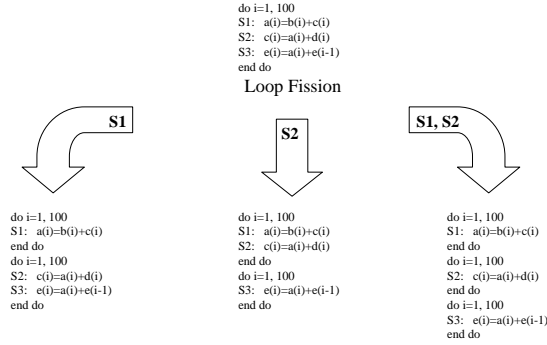 do i=1, 100
S1: a(i)=b(i)+c(i)
S2: c(i)=a(i)+d(i)
S3: e(i)=a(i)+e(i-1)
end do
Loop Fission
S1
S2
S1, S2
do i=1, 100
S1: a(i)=b(i)+c(i)
end do
do i=1, 100
S2: c(i)=a(i)+d(i)
S3: e(i)=a(i)+e(i-1)
end do
do i=1, 100
S1: a(i)=b(i)+c(i)
S2: c(i)=a(i)+d(i)
end do
do i=1, 100
S3: e(i)=a(i)+e(i-1)
end do
do i=1, 100
S1: a(i)=b(i)+c(i)
end do
do i=1, 100
S2: c(i)=a(i)+d(i)
end do
do i=1, 100
S3: e(i)=a(i)+e(i-1)
end do